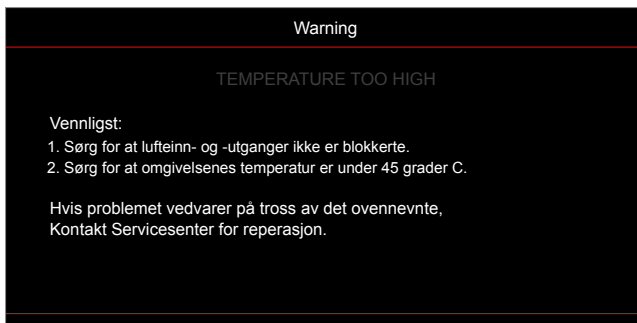 Warning
TEMPERATURE TOO HIGH
Vennligst:
1. Sørg for at lufteinn- og -utganger ikke er blokkerte.
2. Sørg for at omgivelsenes temperatur er under 45 grader C.
Hvis problemet vedvarer på tross av det ovennevnte,
Kontakt Servicesenter for reperasjon.